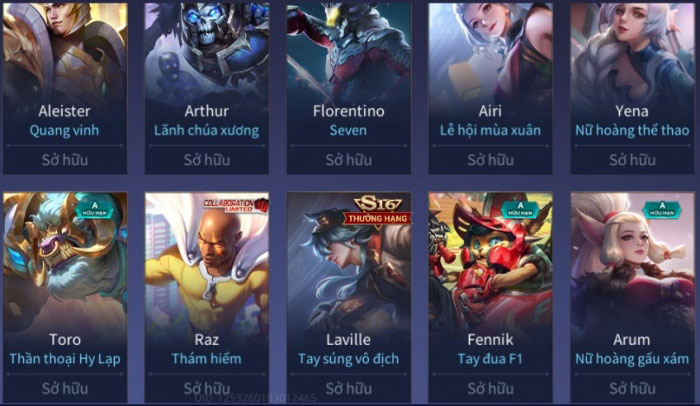 Aleister
Quang vinh
Sở hữu
Arthur
Lãnh chúa xương
Sở hữu
Florentino
Seven
Sở hữu
Airi
Lễ hội mùa xuân
Sở hữu
Yena
Nữ hoàng thể thao
Sở hữu
A
HỮU HẠN
Toro
Thần thoại Hy Lạp
Sở hữu
COLLABORATION
LIMITED
Raz
Thám hiểm
Sở hữu
S16
THƯỞNG HẠNG
Laville
Tay súng vô địch
Sở hữu
A
HỮU HẠN
Fennik
Tay đua F1
Sở hữu
A
HỮU HẠN
Arum
Nữ hoàng gấu xám
Sở hữu